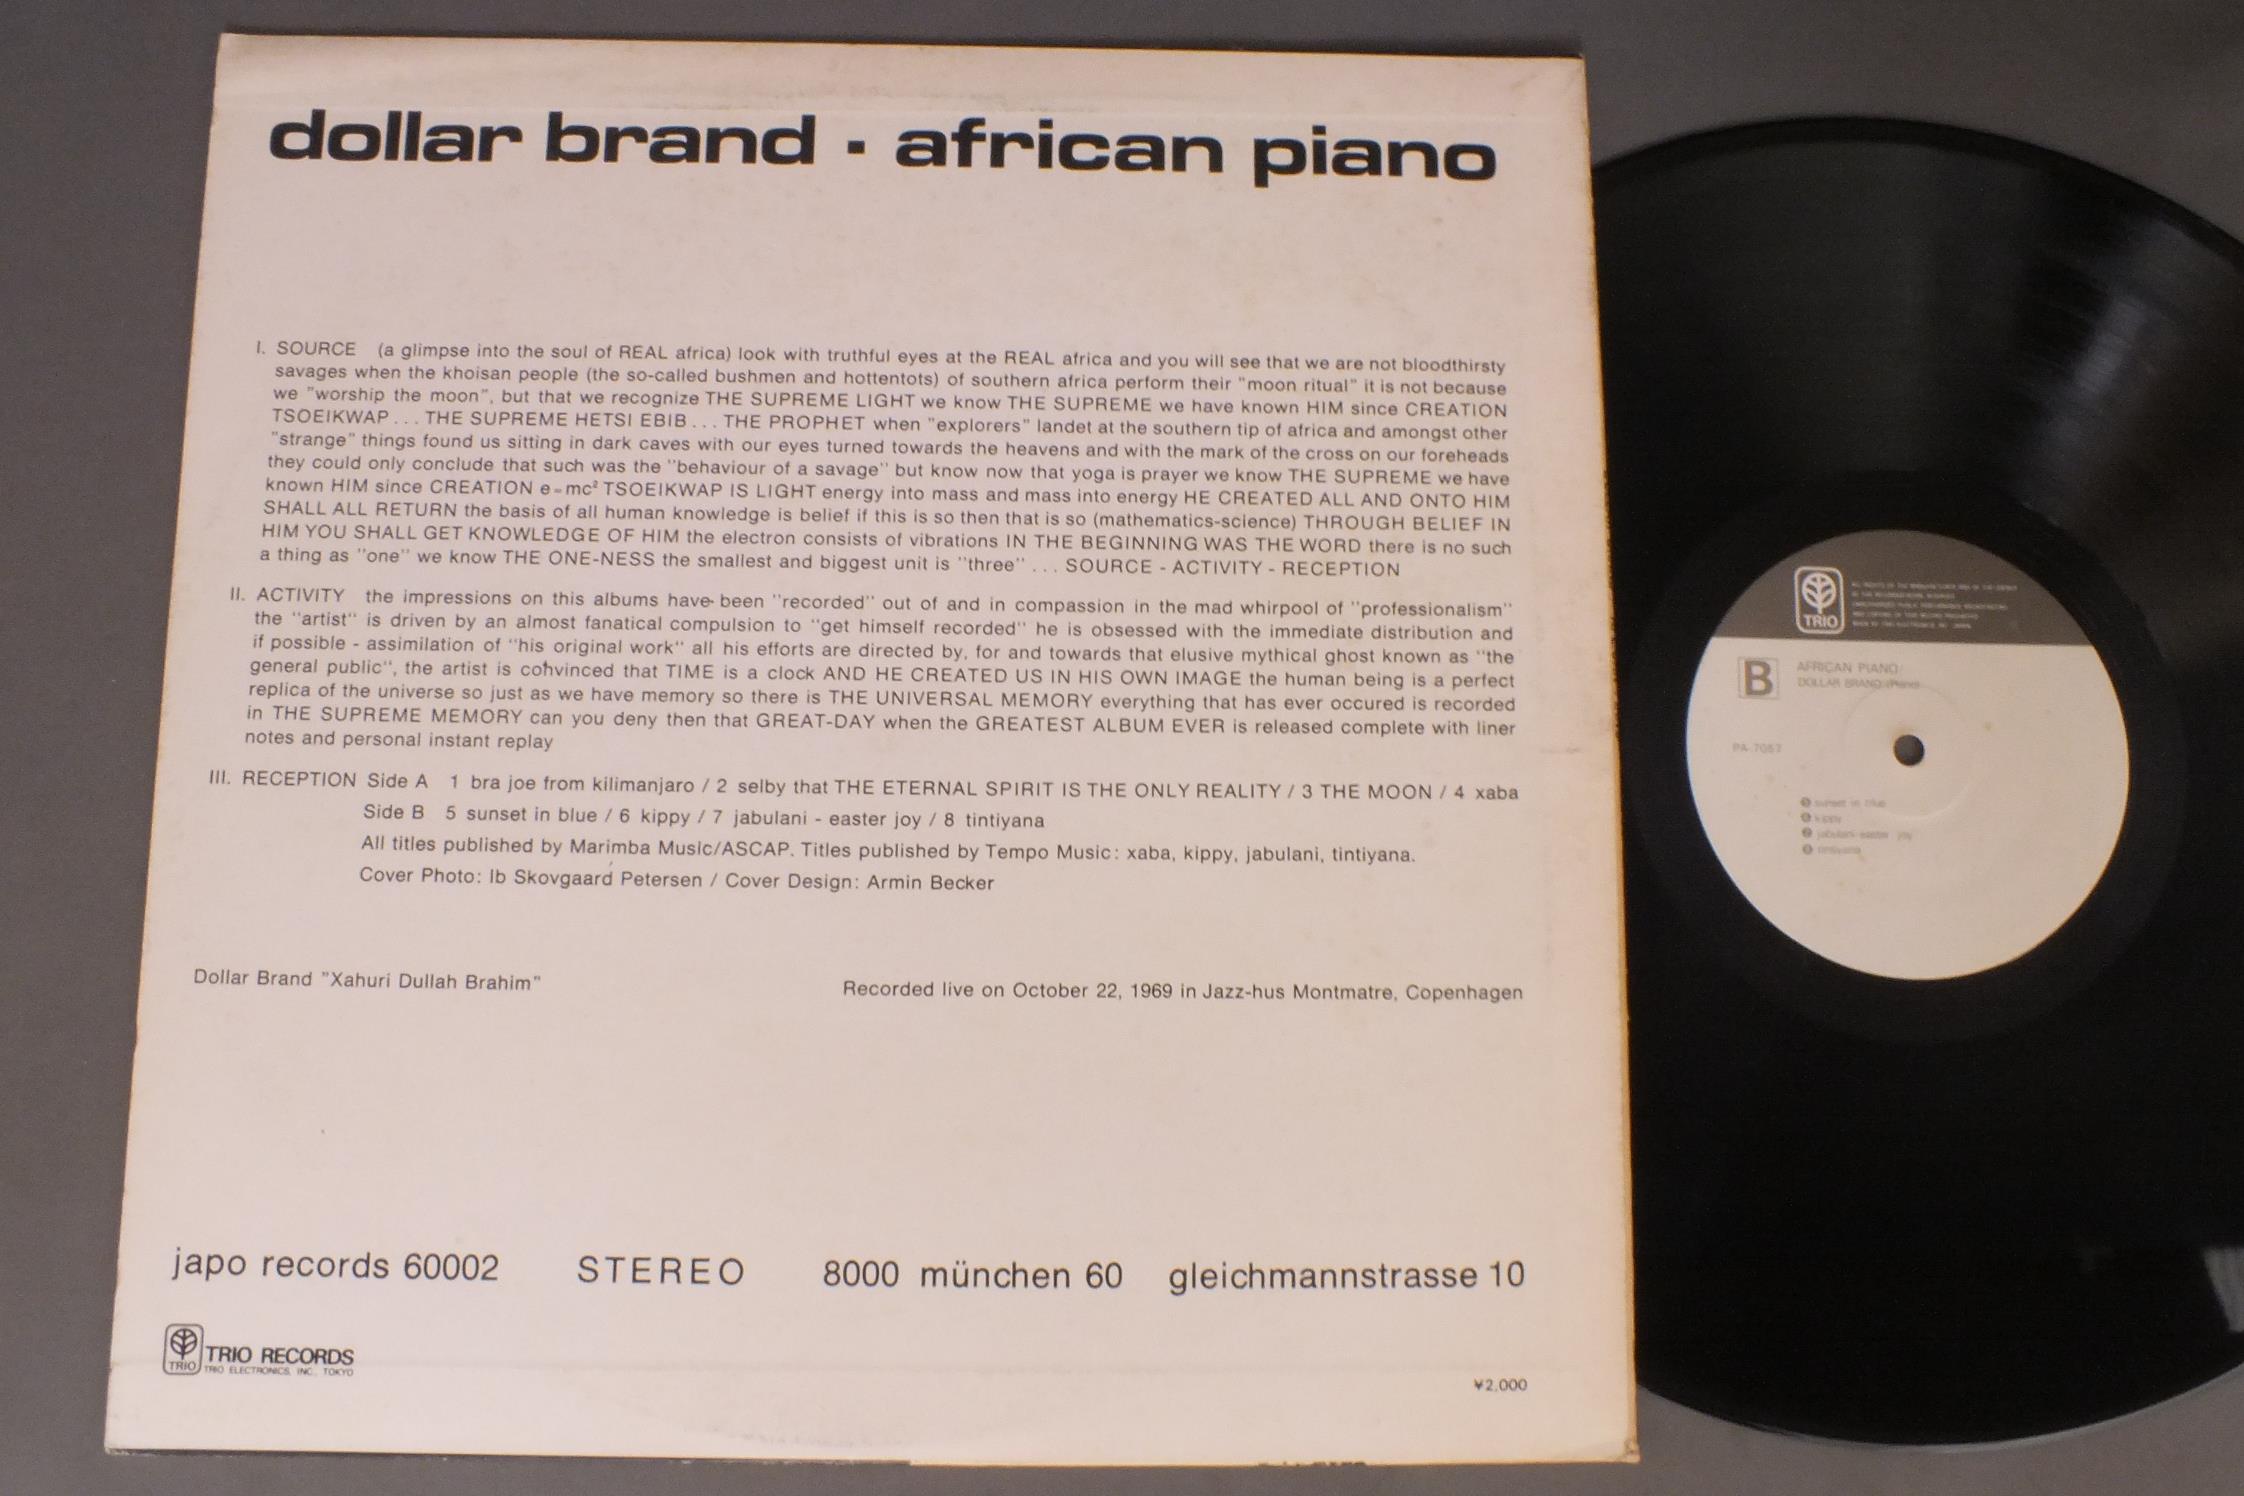 dollar brand · african piano
I. SOURCE (a glimpse into the soul of REAL africa) look with truthful eyes at the REAL africa and you will see that we are not bloodthirsty
savages when the khoisan people (the so-called bushmen and hottentots) of southern africa perform their "moon ritual" it is not because
we "worship the moon", but that we recognize THE SUPREME LIGHT we know THE SUPREME we have known HIM since CREATION
TSOEIKWAP ... THE SUPREME HETSI EBIB ... THE PROPHET when "explorers" landet at the southern tip of africa and amongst other
"strange" things found us sitting in dark caves with our eyes turned towards the heavens and with the mark of the cross on our foreheads
they could only conclude that such was the "behaviour of a savage" but know now that yoga is prayer we know THE SUPREME we have
known HIM since CREATION e=mc² TSOEIKWAP IS LIGHT energy into mass and mass into energy HE CREATED ALL AND ONTO HIM
SHALL ALL RETURN the basis of all human knowledge is belief if this is so then that is so (mathematics-science) THROUGH BELIEF IN
HIM YOU SHALL GET KNOWLEDGE OF HIM the electron consists of vibrations IN THE BEGINNING WAS THE WORD there is no such
a thing as "one" we know THE ONE-NESS the smallest and biggest unit is "three" ... SOURCE - ACTIVITY - RECEPTION
II. ACTIVITY the impressions on this albums have been "recorded" out of and in compassion in the mad whirpool of "professionalism"
the "artist" is driven by an almost fanatical compulsion to "get himself recorded" he is obsessed with the immediate distribution and
if possible - assimilation of "his original work" all his efforts are directed by, for and towards that elusive mythical ghost known as "the
general public", the artist is convinced that TIME is a clock AND HE CREATED US IN HIS OWN IMAGE the human being is a perfect
replica of the universe so just as we have memory so there is THE UNIVERSAL MEMORY everything that has ever occured is recorded
in THE SUPREME MEMORY can you deny then that GREAT-DAY when the GREATEST ALBUM EVER is released complete with liner
notes and personal instant replay
III. RECEPTION Side A 1 bra joe from kilimanjaro / 2 selby that THE ETERNAL SPIRIT IS THE ONLY REALITY / 3 THE MOON / 4 xaba
Side B 5 sunset in blue / 6 kippy / 7 jabulani - easter joy / 8 tintiyana
All titles published by Marimba Music/ASCAP. Titles published by Tempo Music: xaba, kippy, jabulani, tintiyana.
Cover Photo: Ib Skovgaard Petersen / Cover Design: Armin Becker
Dollar Brand "Xahuri Dullah Brahim"
Recorded live on October 22, 1969 in Jazz-hus Montmatre, Copenhagen
japo records 60002 STEREO 8000 münchen 60 gleichmannstrasse 10
TRIO
TRIO RECORDS
TRIO ELECTRONICS, INC., TOKYO
¥2,000
TRIO
B
AFRICAN PIANO/
DOLLAR BRAND (Piano)
PA-7057
sunset in blue
kippy
jabulani-easter joy
tintiyana